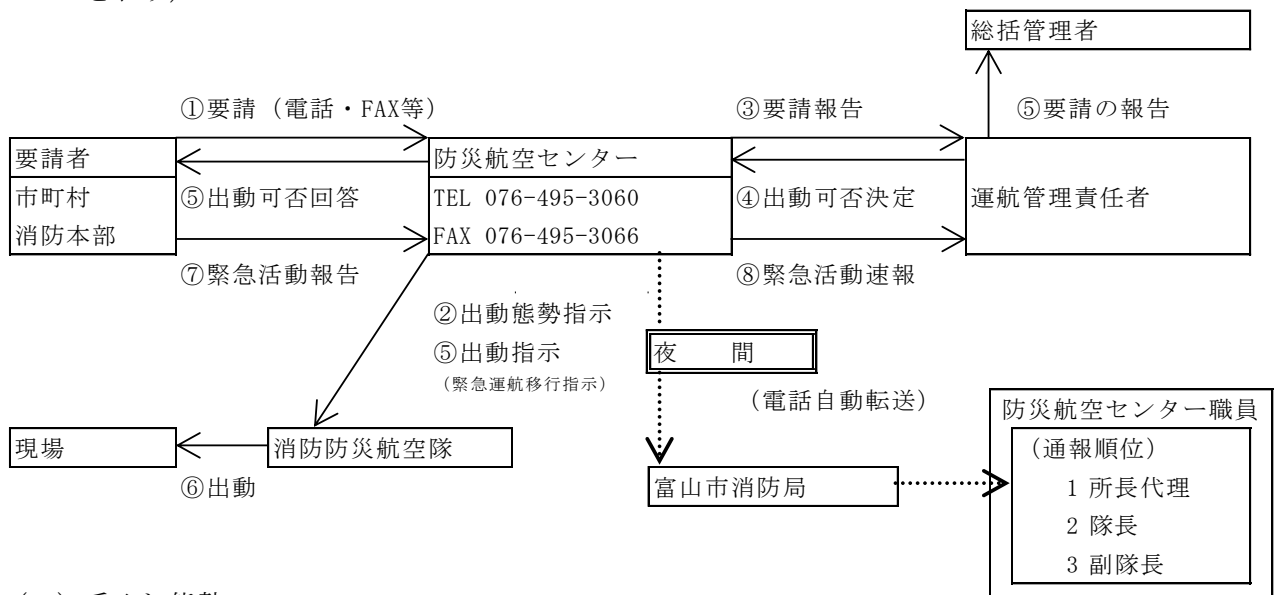 総括管理者
①要請（電話・FAX等）
③要請報告
⑤要請の報告
要請者
防災航空センター
市町村
⑤出動可否回答
TEL 076-495-3060
④出動可否決定
運航管理責任者
消防本部
FAX 076-495-3066
⑦緊急活動報告
⑧緊急活動速報
②出動態勢指示
⑤出動指示
夜　間
（緊急運航移行指示）
（電話自動転送）
防災航空センター職員
現場
消防防災航空隊
（通報順位）
⑥出動
富山市消防局
1 所長代理
2 隊長
3 副隊長